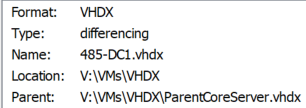 Format: VHDX
Type: differencing
Name: 485-DC1.vhdx
Location: V:\VMs\VHDX
Parent: V:\VMs\VHDX\ParentCoreServer.vhdx